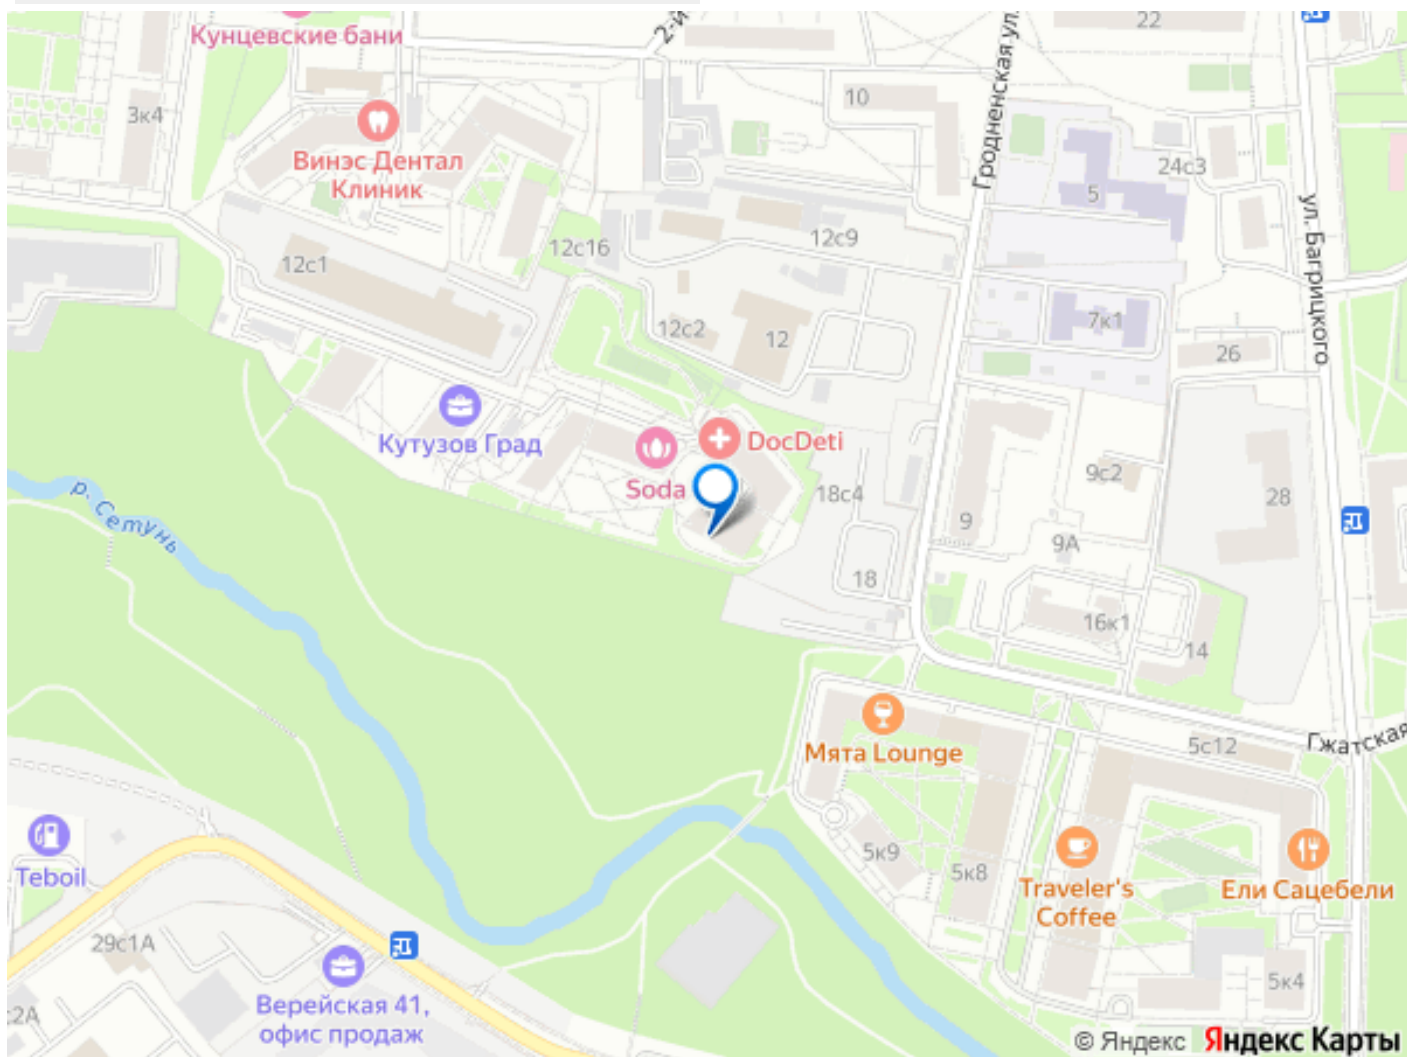 Кунцевские бани
2-й
Гродненская ул.
22
3к4
Винэс Дентал
Клиник
10
24с3
5
ул. Багрицкого
12с16
12с9
12с1
12с2
12
7к1
26
Кутузов Град
DocDeti
Soda
18с4
9с2
28
9
9А
р. Сетунь
18
16к1
14
Мята Lounge
5с12
Гжатская
Teboil
5к9
5к8
Traveler's
Coffee
Ели Сацебели
29с1А
Верейская 41,
офис продаж
с2А
5к4
© Яндекс Яндекс Карты